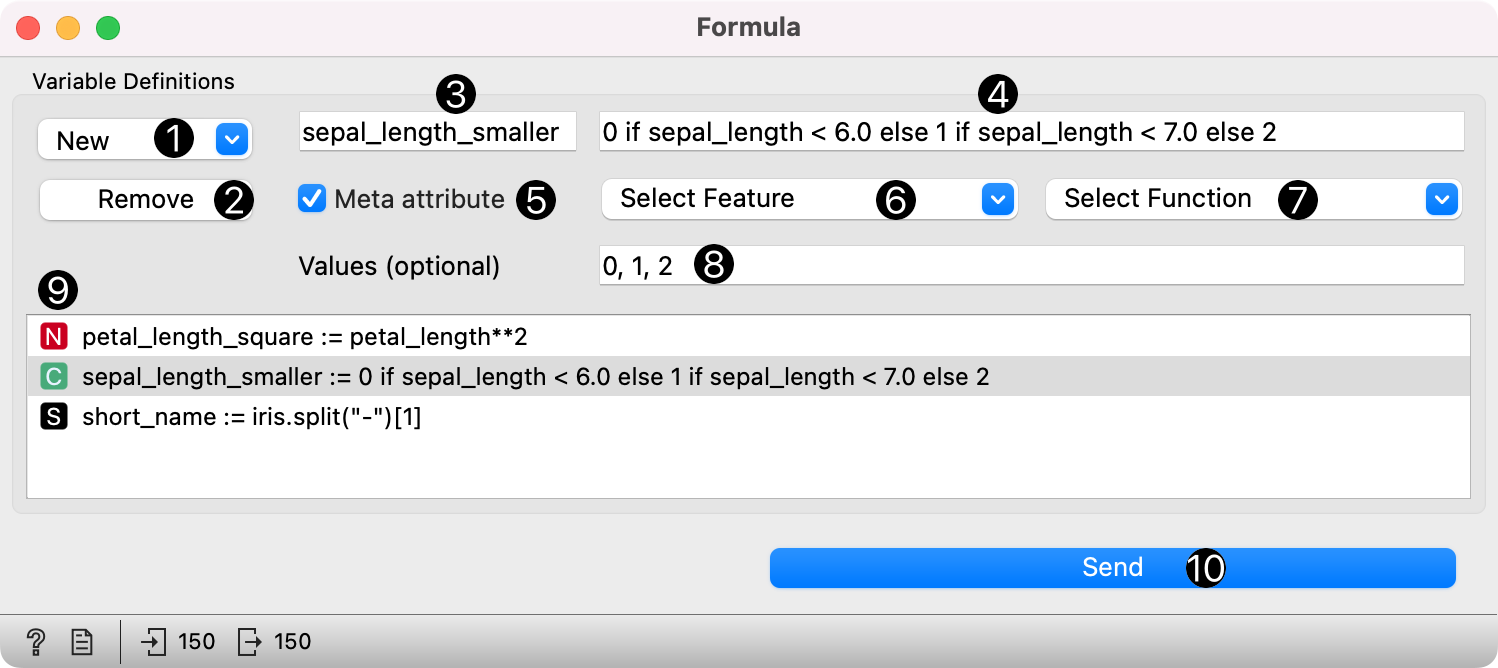 Formula
Variable Definitions
3 4
New 1 sepal_length_smaller 0 if sepal_length < 6.0 else 1 if sepal_length < 7.0 else 2
Remove 2 Meta attribute 5 Select Feature 6 Select Function 7
Values (optional) 0, 1, 2 8
9
N petal_length_square := petal_length**2
C sepal_length_smaller := 0 if sepal_length < 6.0 else 1 if sepal_length < 7.0 else 2
S short_name := iris.split("-")[1]
Send 10
? 150 150